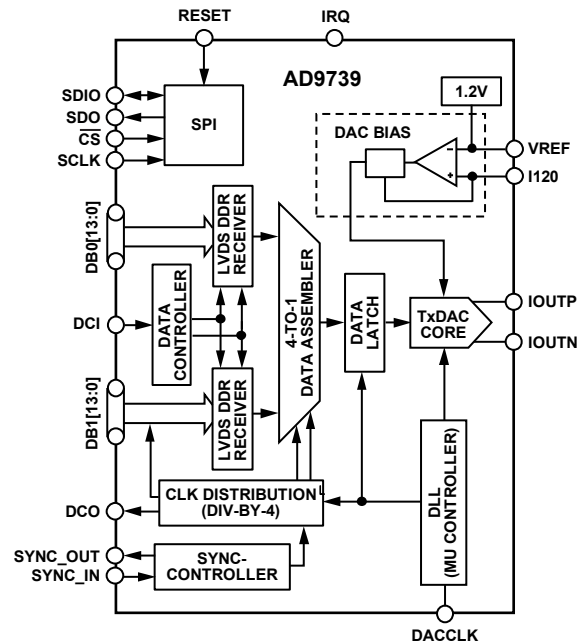 RESET
IRQ
AD9739
SDIO
SDO
CS
SCLK
SPI
1.2V
DAC BIAS
VREF
I120
DB0[13:0]
LVDS DDR
RECEIVER
DCI
DATA
CONTROLLER
4-TO-1
DATA ASSEMBLER
DATA
LATCH
TxDAC
CORE
IOUTP
IOUTN
DB1[13:0]
LVDS DDR
RECEIVER
DCO
CLK DISTRIBUTION
(DIV-BY-4)
DLL
(MU CONTROLLER)
SYNC_OUT
SYNC_IN
SYNC-
CONTROLLER
DACCLK